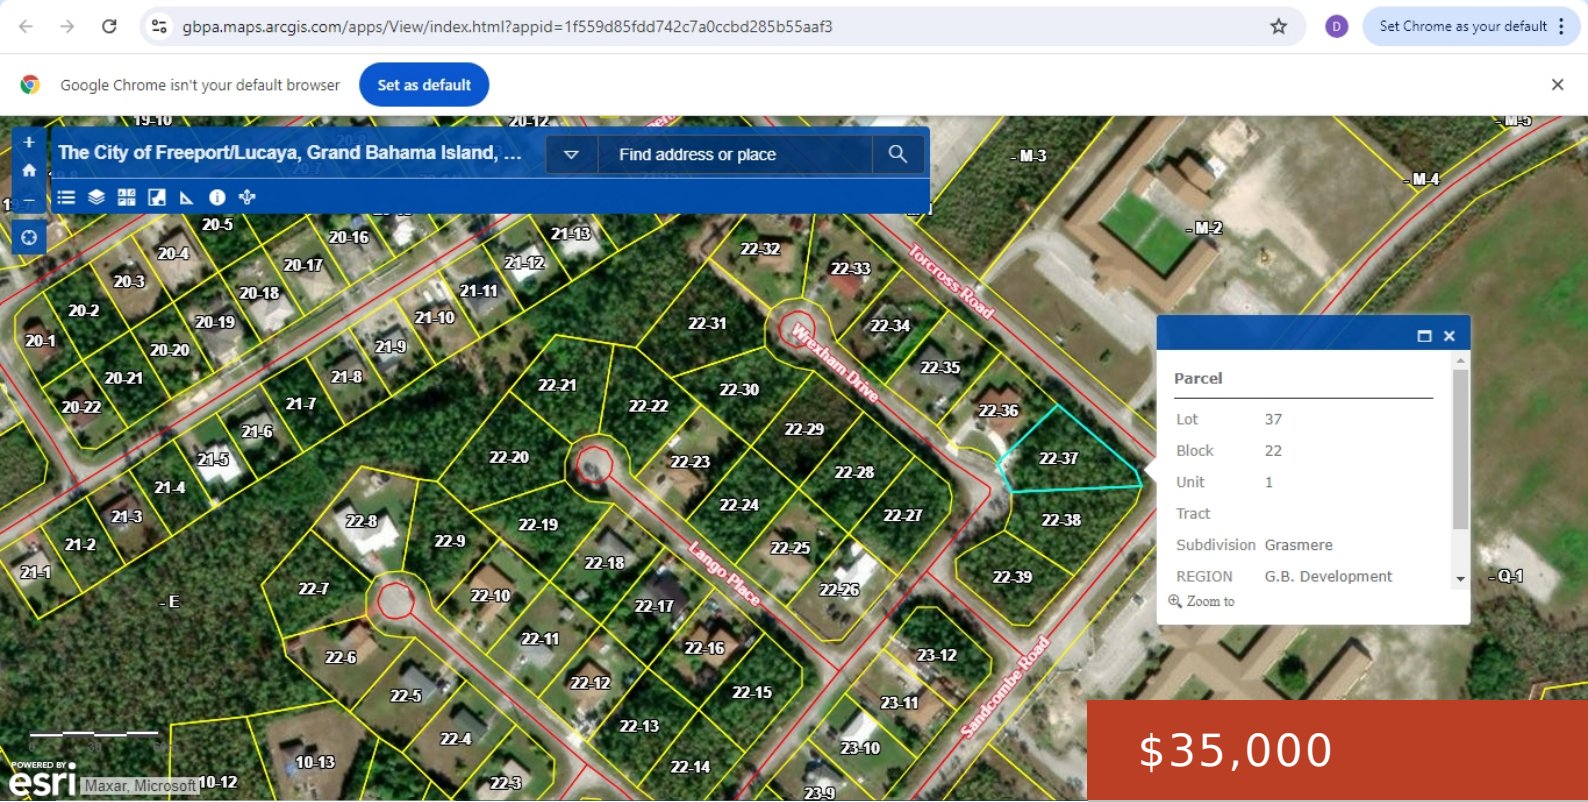 gbpa.maps.arcgis.com/apps/View/index.html?appid=1f559d85fdd742c7a0ccbd285b55aaf3
D
Set Chrome as your default
Google Chrome isn't your default browser
Set as default
19-10
20-12
- M-5
The City of Freeport/Lucaya, Grand Bahama Island, ...
Find address or place
- M-3
- M-4
20-5
20-16
21-13
- M-2
20-4
22-32
20-3
20-17
21-12
22-33
Torcross Road
20-2
20-18
21-11
20-1
20-19
21-10
22-31
22-34
Wrexham Drive
20-20
21-9
22-35
20-21
21-8
22-21
22-30
20-22
21-7
22-22
22-36
21-6
22-29
21-5
22-20
22-23
22-28
22-37
21-4
22-24
22-27
21-3
22-8
22-19
22-38
21-2
22-9
22-25
21-1
22-18
Lango Place
22-39
22-7
22-10
22-26
- E
22-17
- Q-1
22-11
22-16
23-12
Sandcombe Road
22-6
22-12
22-15
22-5
23-11
22-13
22-4
23-10
10-13
22-14
10-12
22-3
23-9
Parcel
Lot 37
Block 22
Unit 1
Tract
Subdivision Grasmere
REGION G.B. Development
Zoom to
POWERED BY
esri
Maxar, Microsoft
$35,000